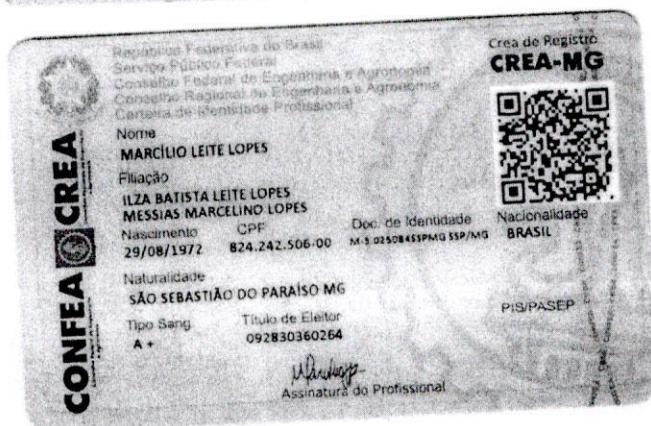 República Federativa do Brasil
Serviço Público Federal
Conselho Federal de Engenharia e Agronomia
Conselho Regional de Engenharia e Agronomia
Carteira de Identidade Profissional
Crea de Registro
CREA-MG
CONFEA CREA
Nome
MARCÍLIO LEITE LOPES
Filiação
ILZA BATISTA LEITE LOPES
MESSIAS MARCELINO LOPES
Nascimento CPF Doc. de Identidade Nacionalidade
29/08/1972 824.242.506-00 M-5 025084SSPMG SSP/MG BRASIL
Naturalidade
SÃO SEBASTIÃO DO PARAÍSO MG
PIS/PASEP
Tipo Sang. Título de Eleitor
A + 092830360264
Assinatura do Profissional